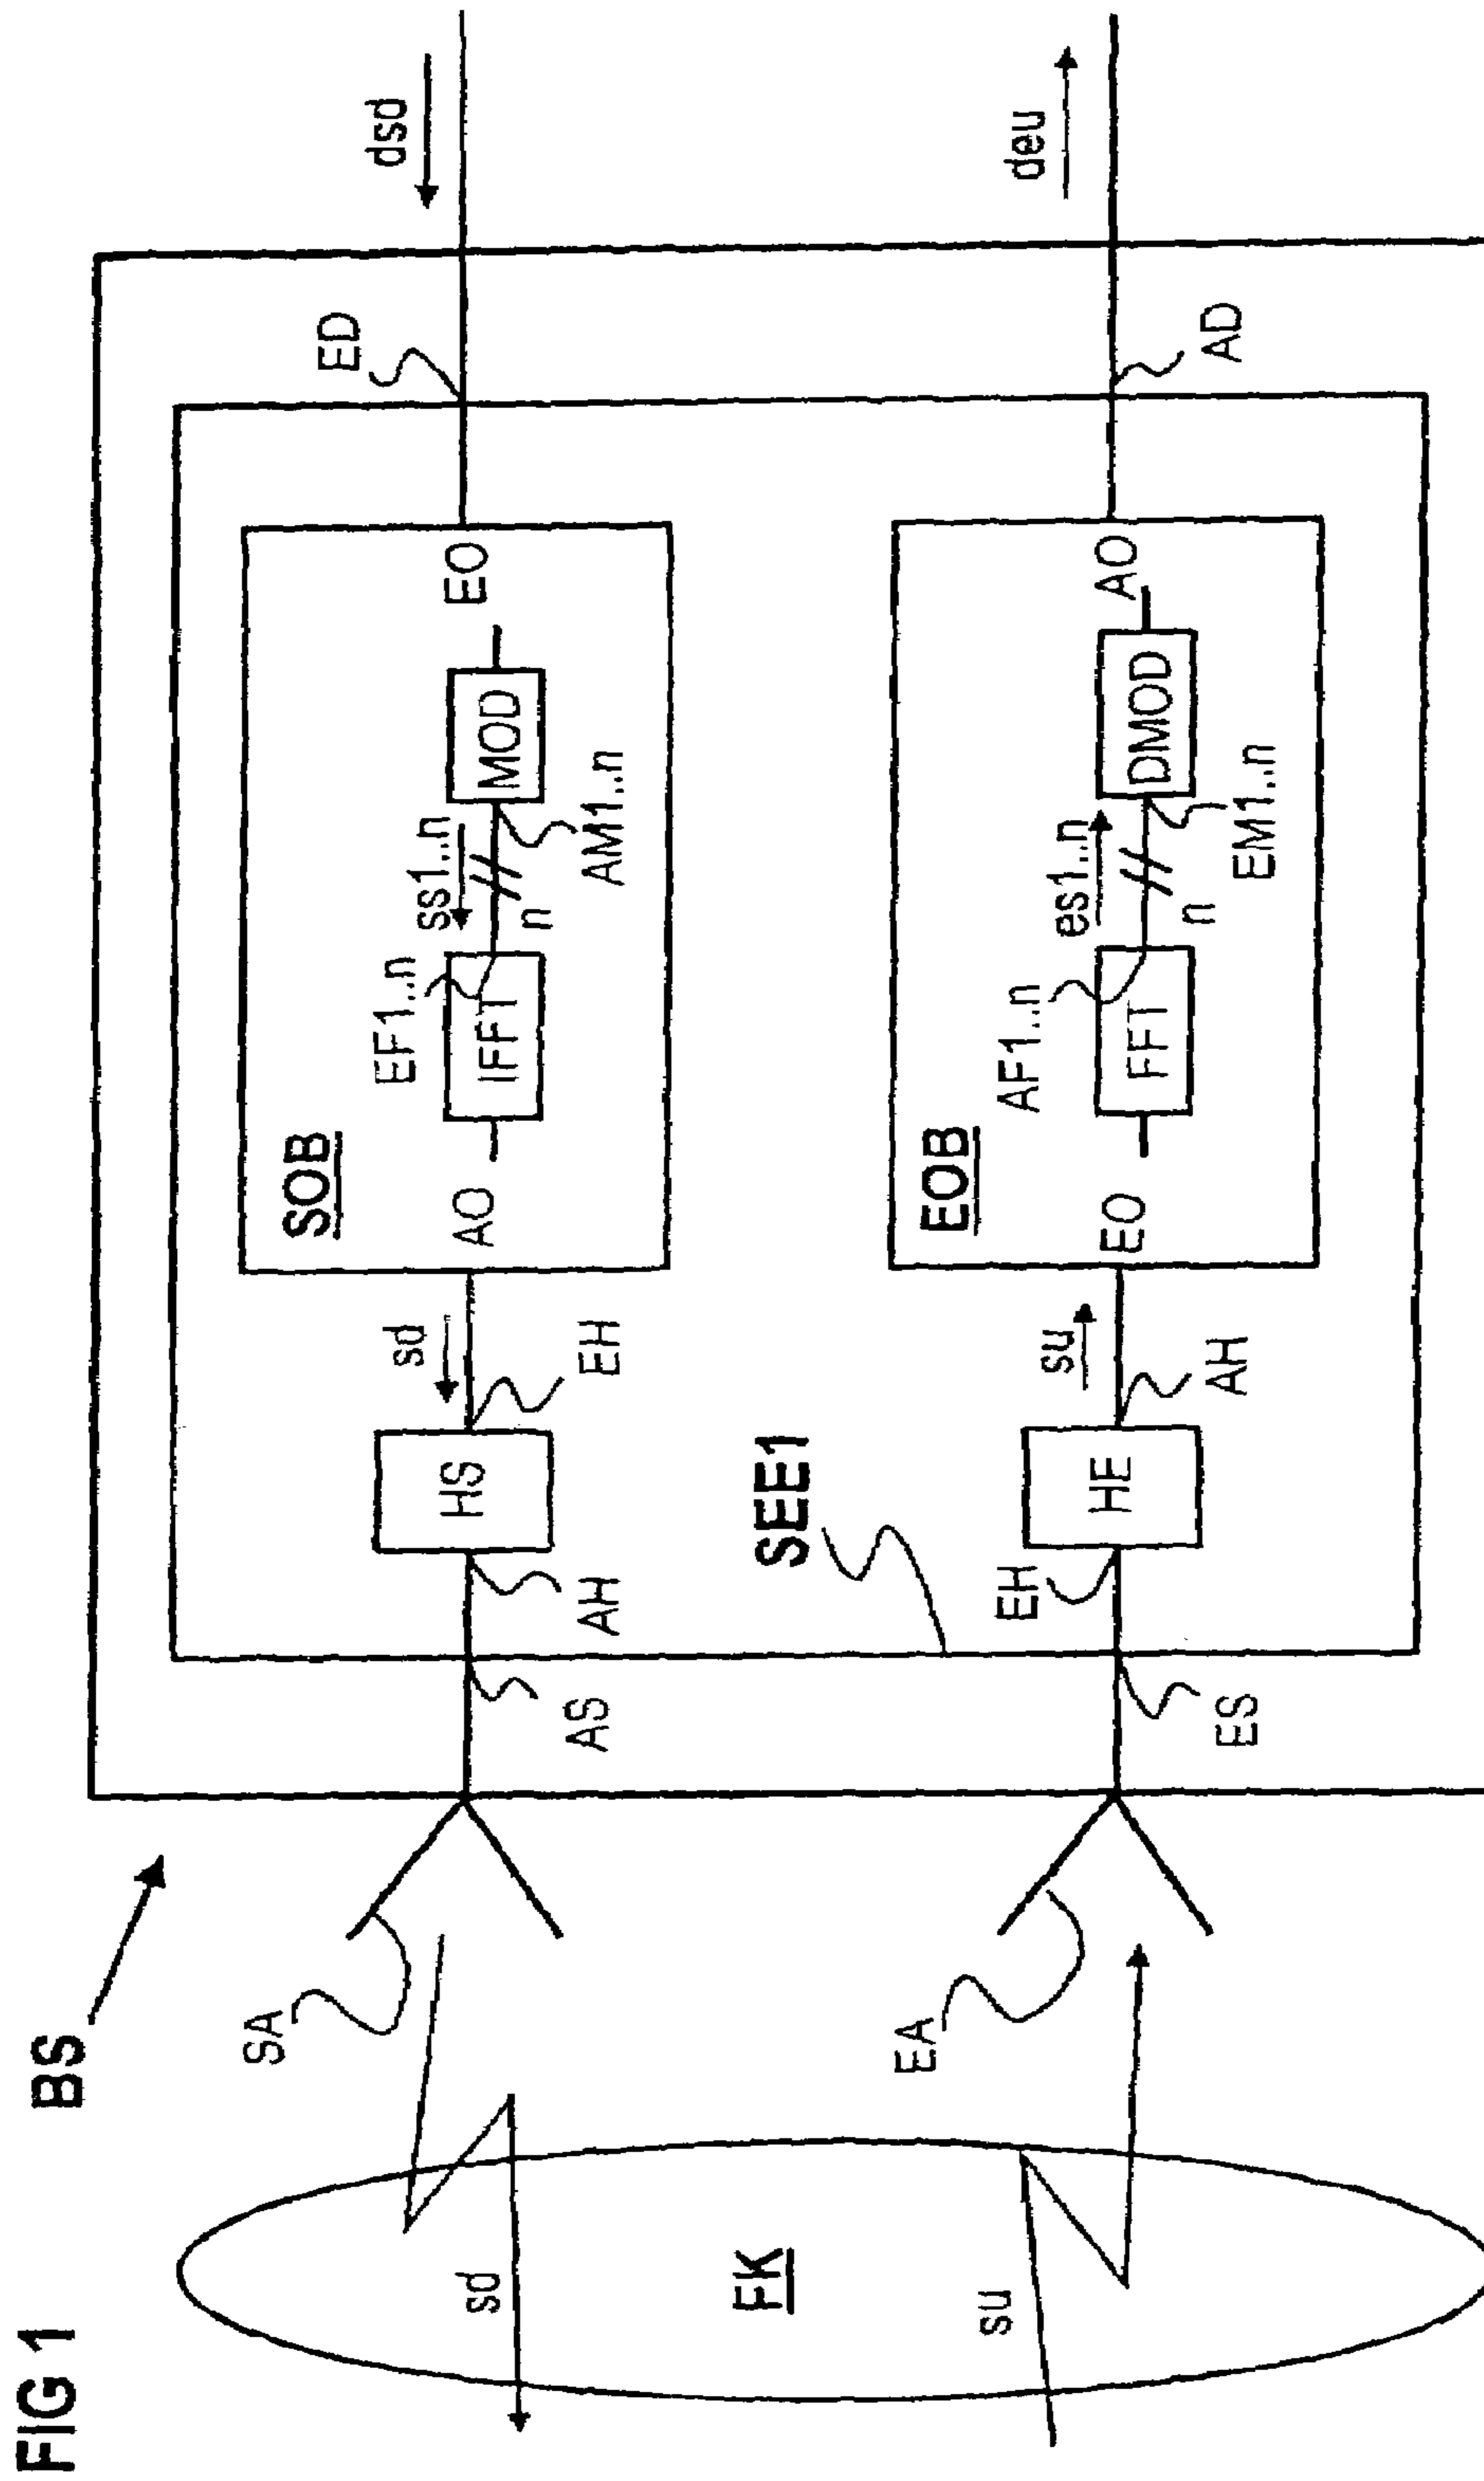 FIG 1
BS
SA
sd
FK
su
EA
AS
AH
HS
EH
sd
SOB
AO
EF1..n
IFFT
ss1..n
n
AM1..n
MOD
EO
ED
dsd
SEE1
ES
EH
HE
AH
su
EOB
EO
AF1..n
FFT
es1..n
n
EM1..n
DMOD
AO
AD
deu